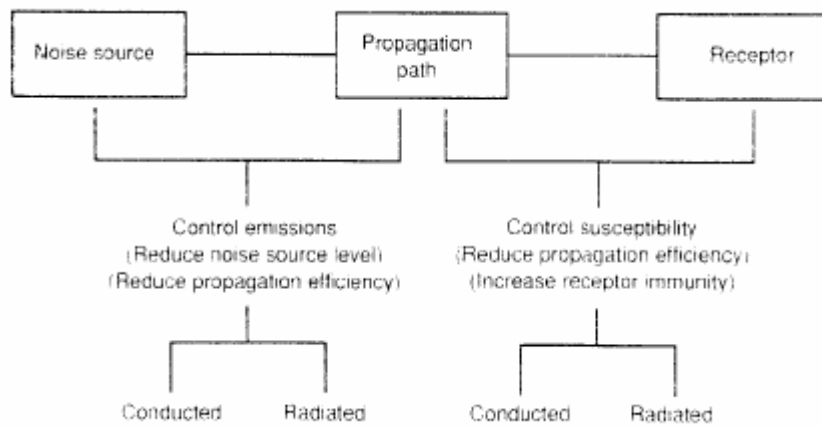 Noise source
Propagation
path
Receptor
Control emissions
(Reduce noise source level)
(Reduce propagation efficiency)
Control susceptibility
(Reduce propagation efficiency)
(Increase receptor immunity)
Conducted
Radiated
Conducted
Radiated